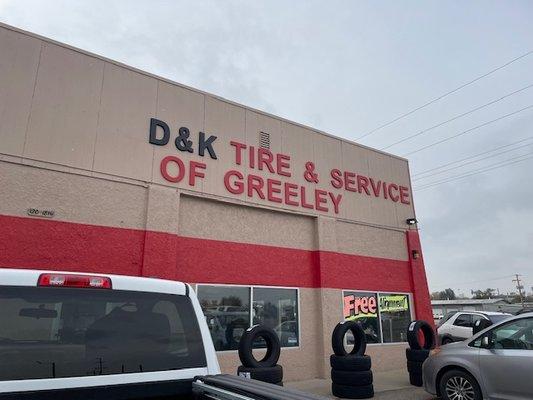 D&K TIRE & SERVICE
OF GREELEY
Free Alignment